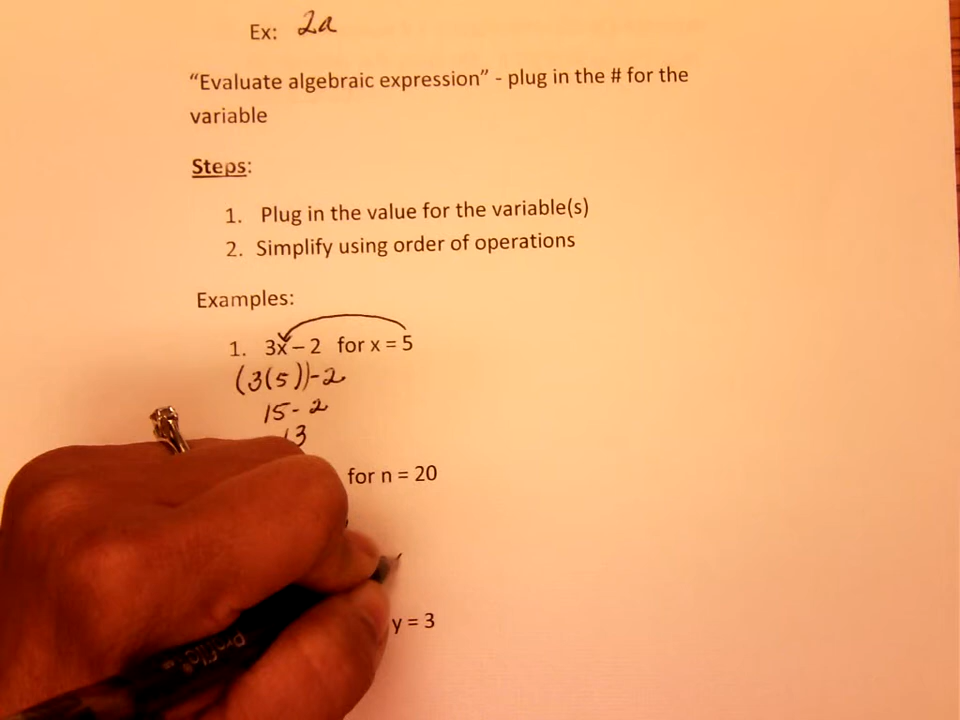 Ex: 2a
“Evaluate algebraic expression” - plug in the # for the
variable
Steps:
1. Plug in the value for the variable(s)
2. Simplify using order of operations
Examples:
1. 3x – 2 for x = 5
(3(5))-2
15 - 2
13
for n = 20
y = 3
Profile